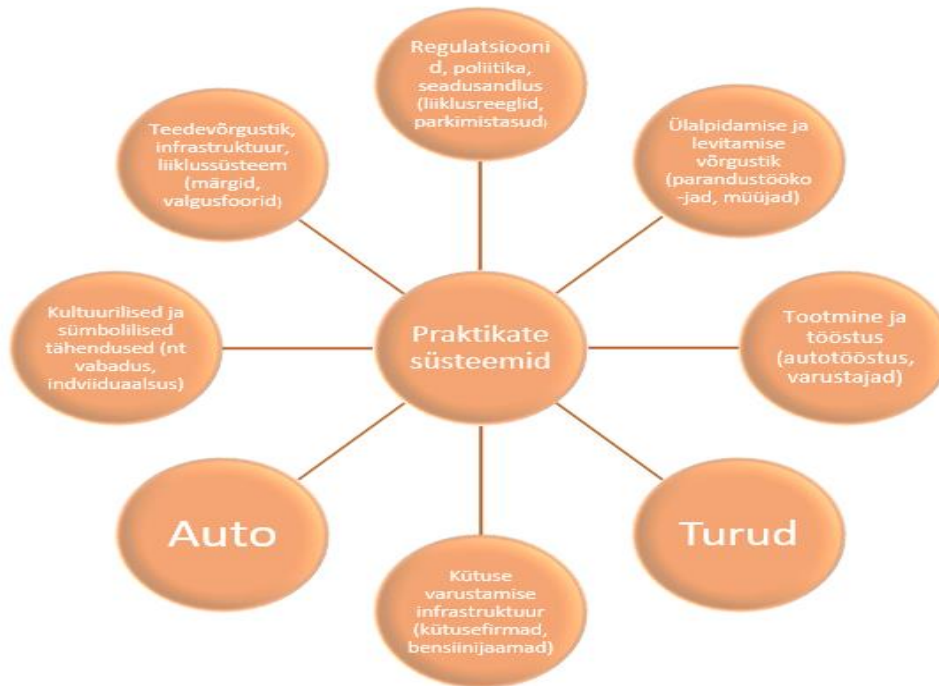 Regulatsiooni
d, poliitika,
seadusandlus
(liiklusreeglid,
parkimistasud)
Ülalpidamise ja
levitamise
võrgustik
(parandustööko
-jad, müüjad)
Tootmine ja
tööstus
(autotööstus,
varustajad)
Turud
Kütuse
varustamise
infrastruktuur
(kütusefirmad,
bensiinijaamad)
Auto
Kultuurilised ja
sümbolilised
tähendused (nt
vabadus,
indviiduaalsus)
Teedevõrgustik,
infrastruktuur,
liiklussüsteem
(märgid,
valgusfoorid)
Praktikate
süsteemid